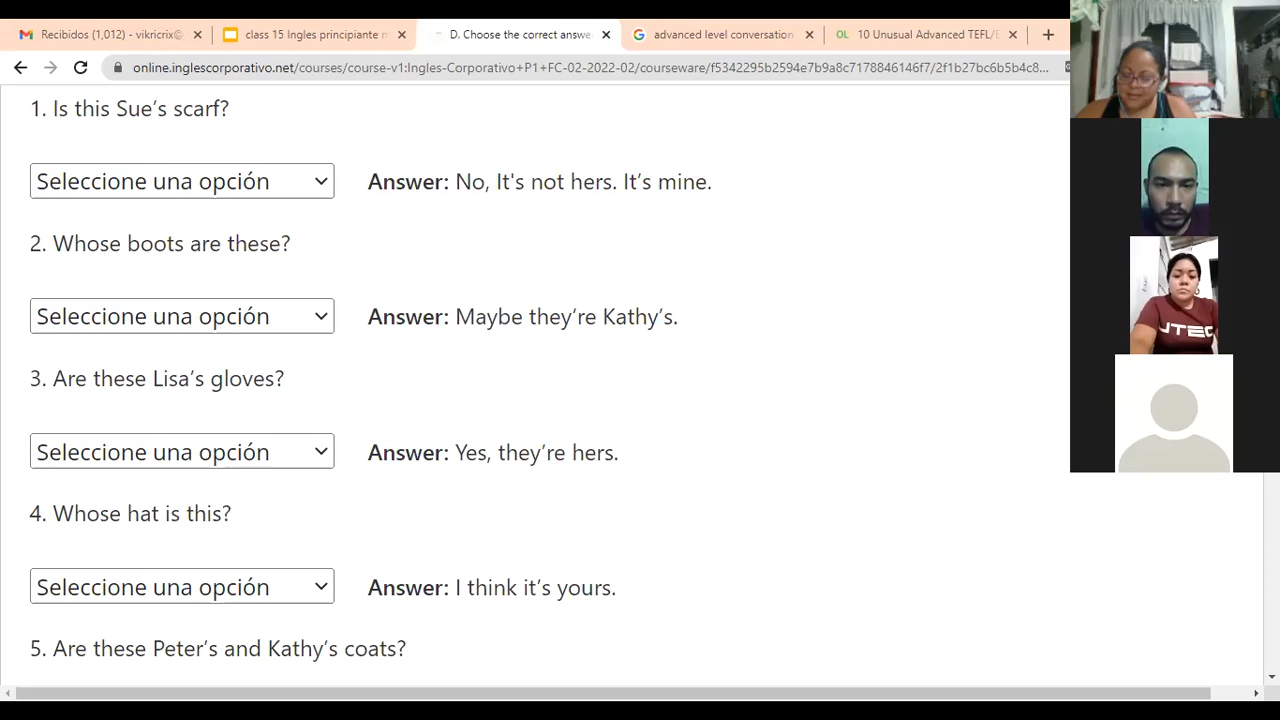 Recibidos (1,012) - vikricrix@
class 15 Ingles principiante n
D. Choose the correct answe
advanced level conversation
OL 10 Unusual Advanced TEFL/E
online.inglescorporativo.net/courses/course-v1:Ingles-Corporativo+P1+FC-02-2022-02/courseware/f5342295b2594e7b9a8c7178846146f7/2f1b27bc6b5b4c8...
1. Is this Sue's scarf?
Seleccione una opción
Answer: No, It's not hers. It’s mine.
2. Whose boots are these?
Seleccione una opción
Answer: Maybe they’re Kathy’s.
3. Are these Lisa’s gloves?
Seleccione una opción
Answer: Yes, they’re hers.
4. Whose hat is this?
Seleccione una opción
Answer: I think it’s yours.
5. Are these Peter’s and Kathy’s coats?
UTEC